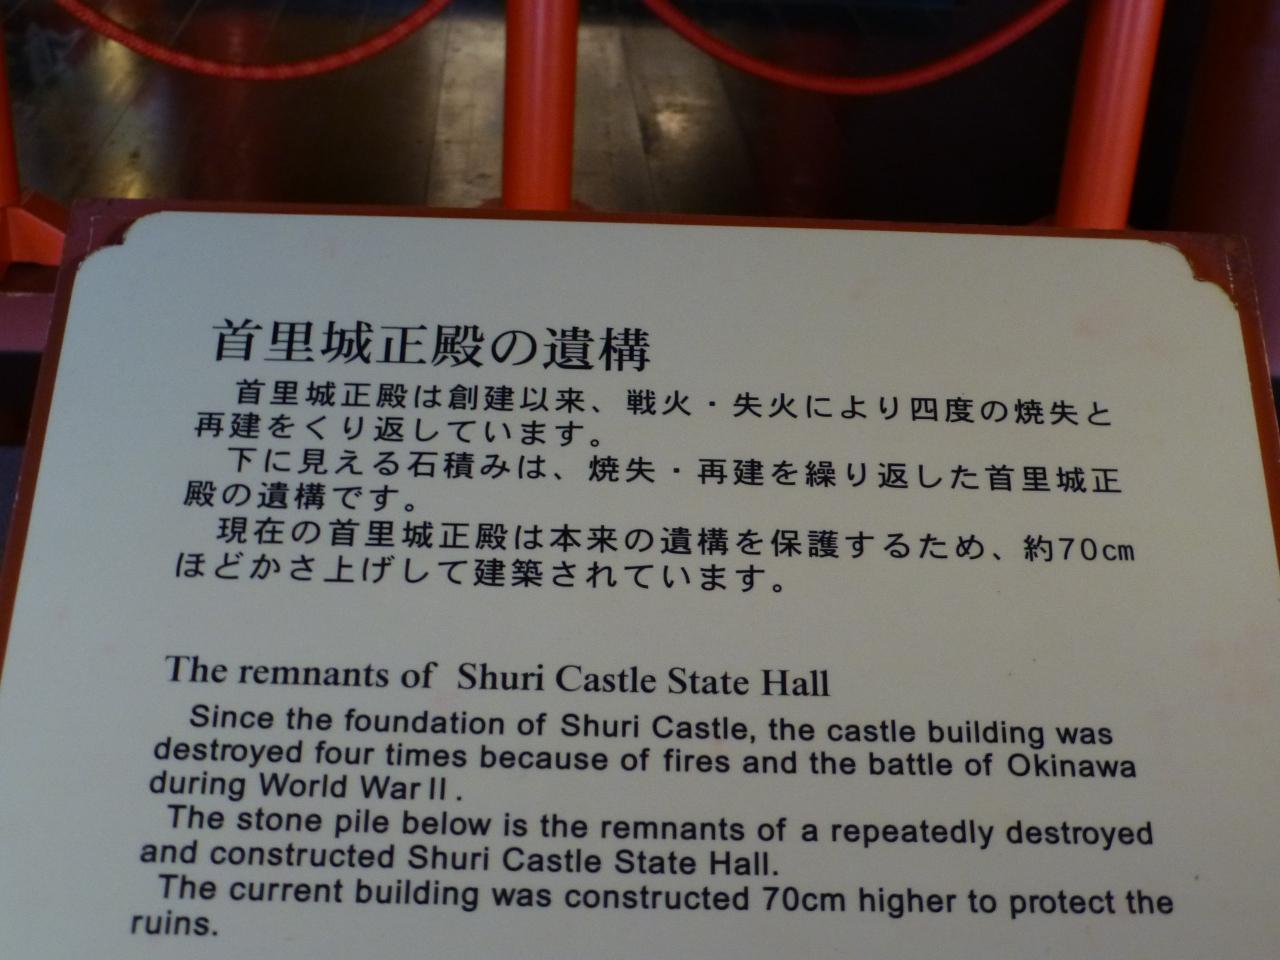 首里城正殿の遺構
首里城正殿は創建以来、戦火・失火により四度の焼失と
再建をくり返しています。
下に見える石積みは、焼失・再建を繰り返した首里城正
殿の遺構です。
現在の首里城正殿は本来の遺構を保護するため、約70cm
ほどかさ上げして建築されています。
The remnants of Shuri Castle State Hall
Since the foundation of Shuri Castle, the castle building was
destroyed four times because of fires and the battle of Okinawa
during World War II.
The stone pile below is the remnants of a repeatedly destroyed
and constructed Shuri Castle State Hall.
The current building was constructed 70cm higher to protect the
ruins.